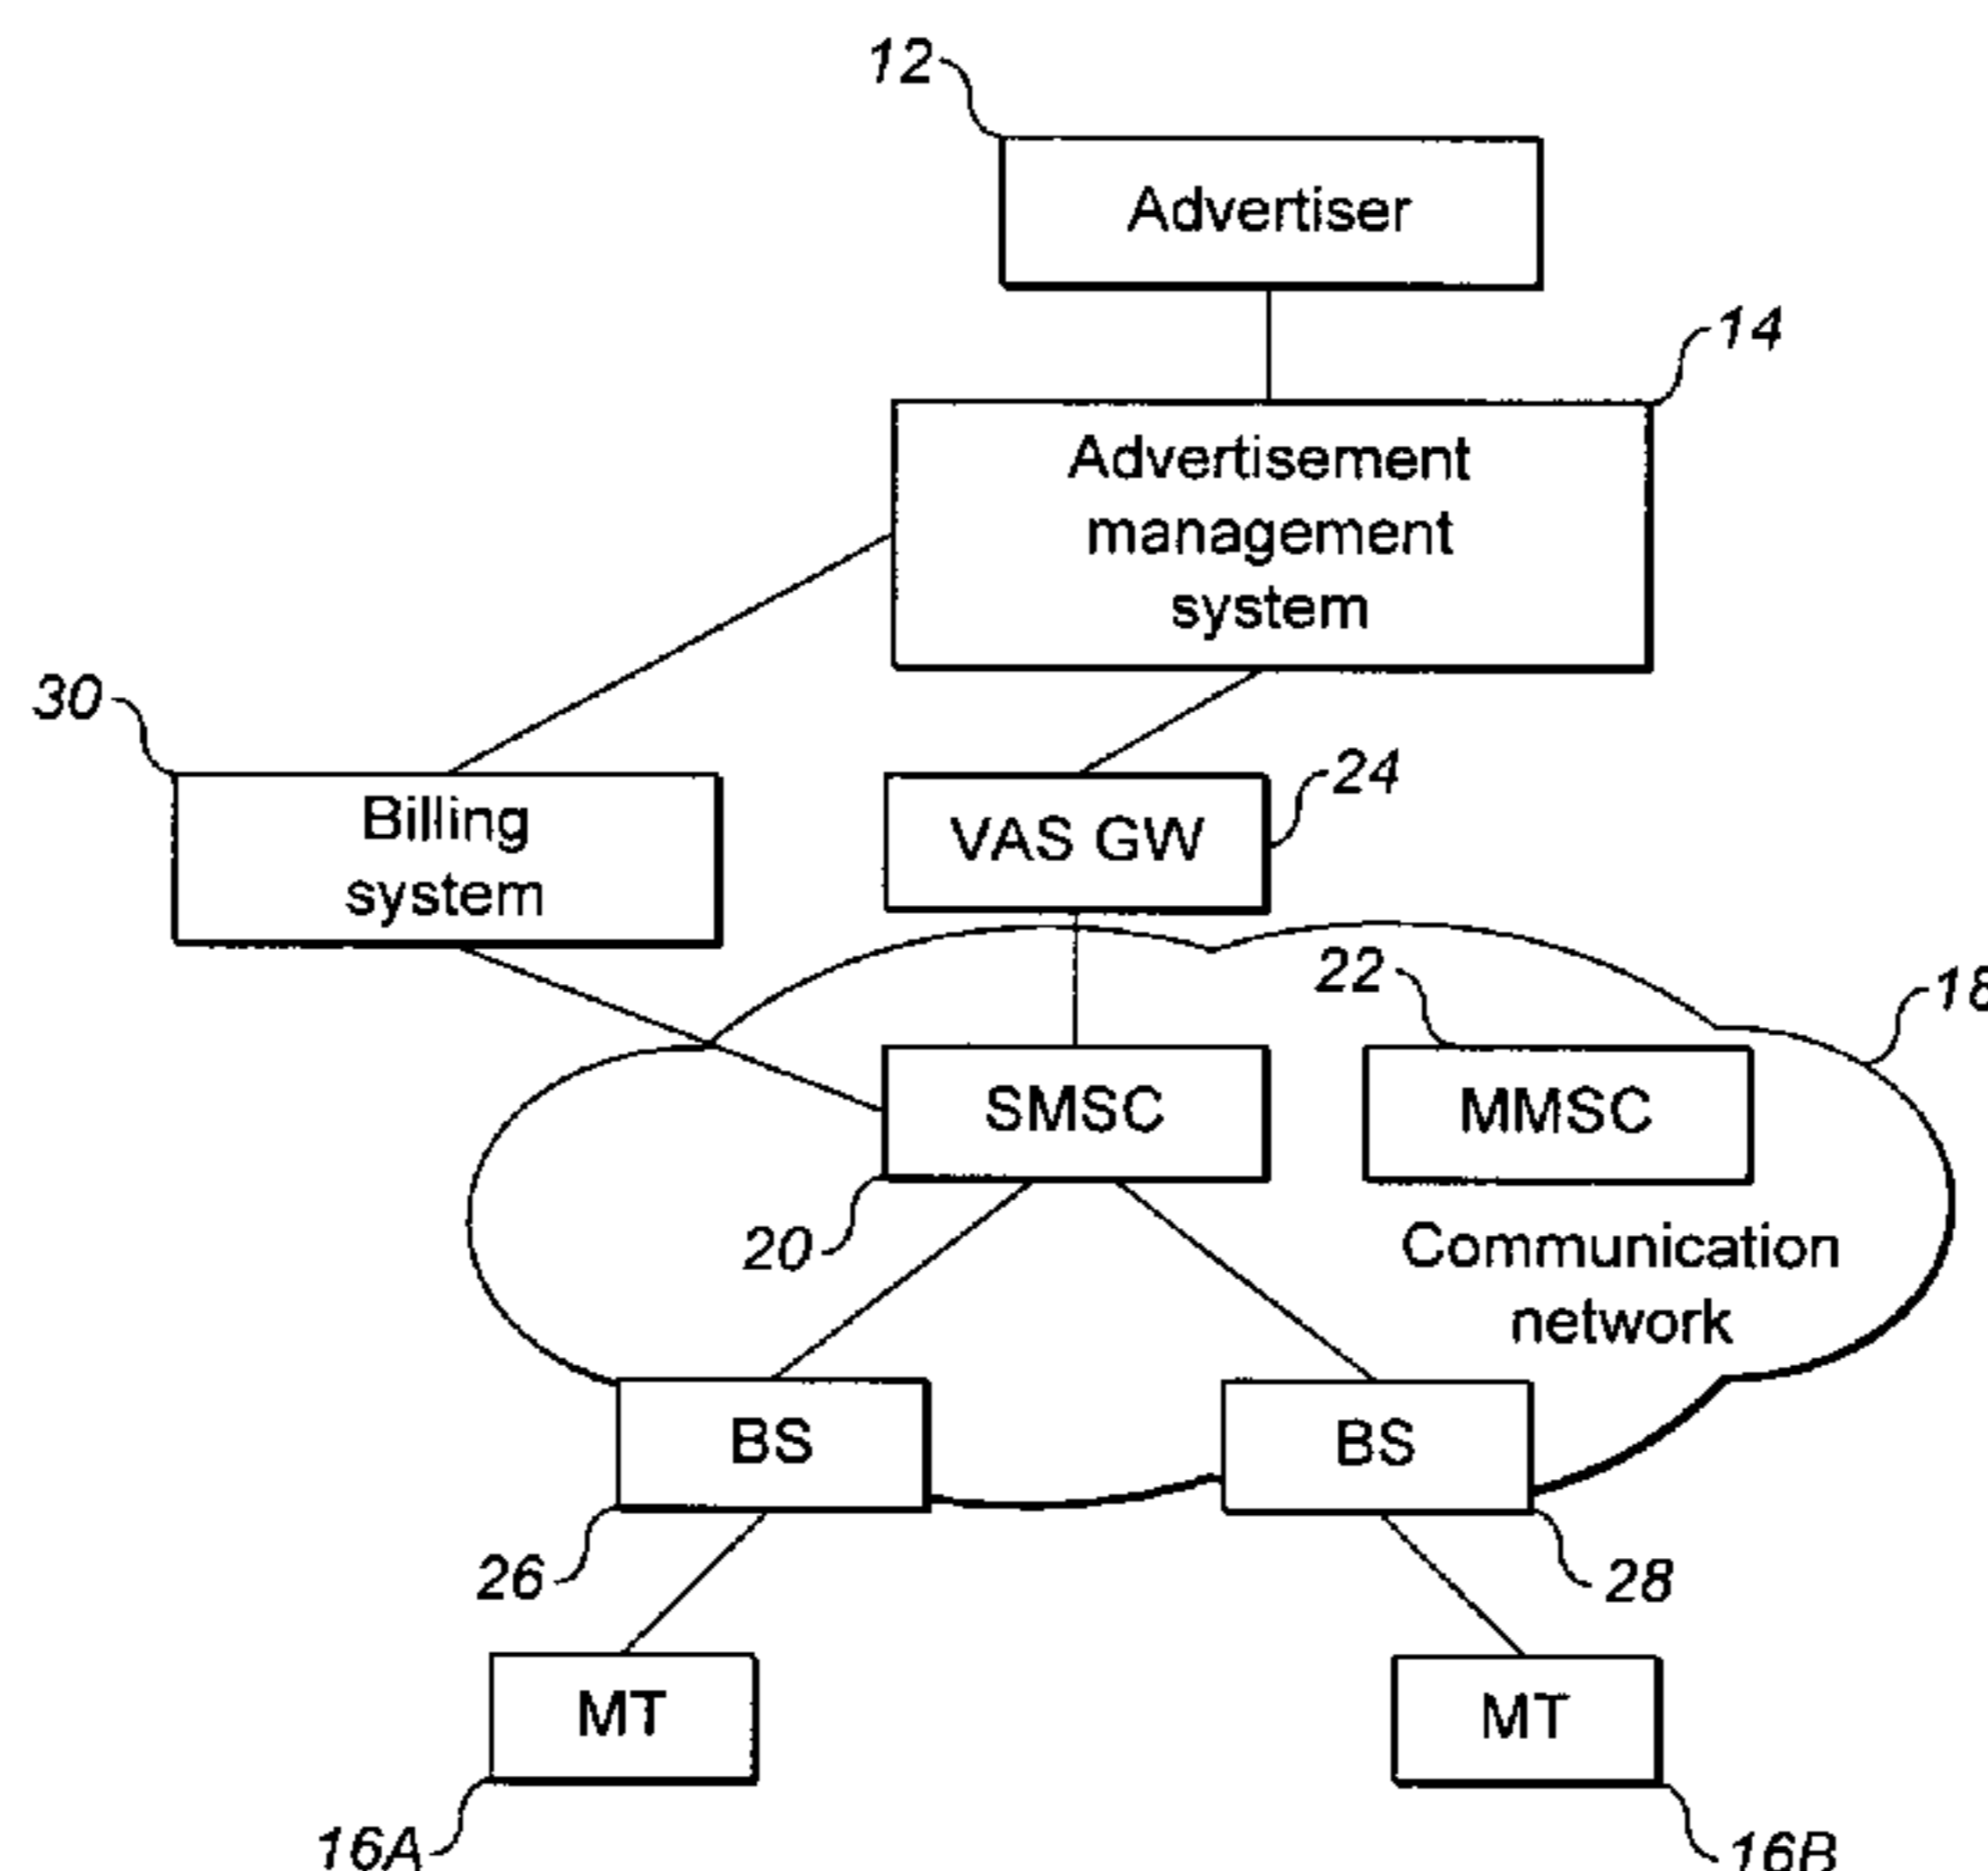 12
Advertiser
14
Advertisement
management
system
30
Billing
system
VAS GW
24
22
18
SMSC
MMSC
20
Communication
network
BS
BS
26
28
MT
MT
16A
16B